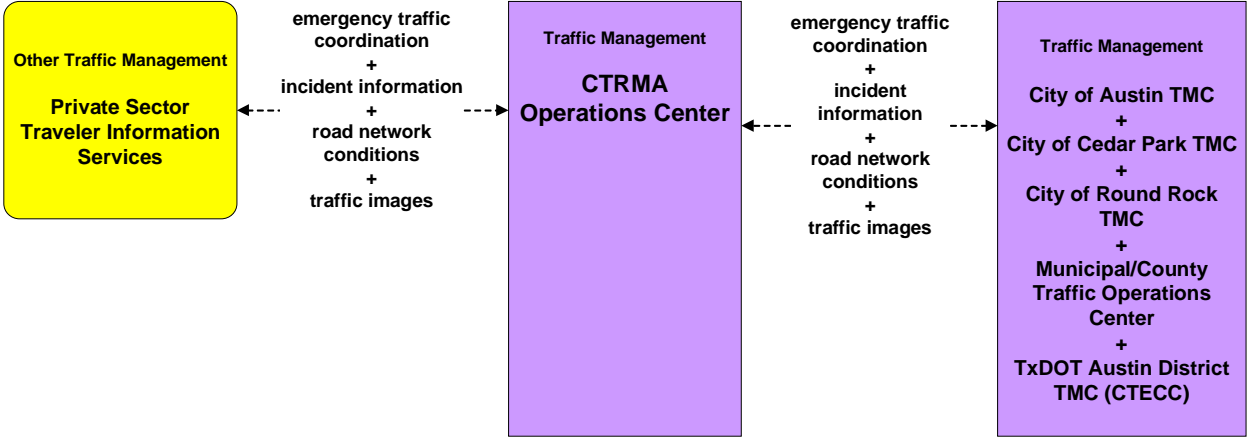 Other Traffic Management
Private Sector
Traveler Information
Services
emergency traffic
coordination
+
incident information
+
road network
conditions
+
traffic images
Traffic Management
CTRMA
Operations Center
emergency traffic
coordination
+
incident
information
+
road network
conditions
+
traffic images
Traffic Management
City of Austin TMC
+
City of Cedar Park TMC
+
City of Round Rock
TMC
+
Municipal/County
Traffic Operations
Center
+
TxDOT Austin District
TMC (CTECC)